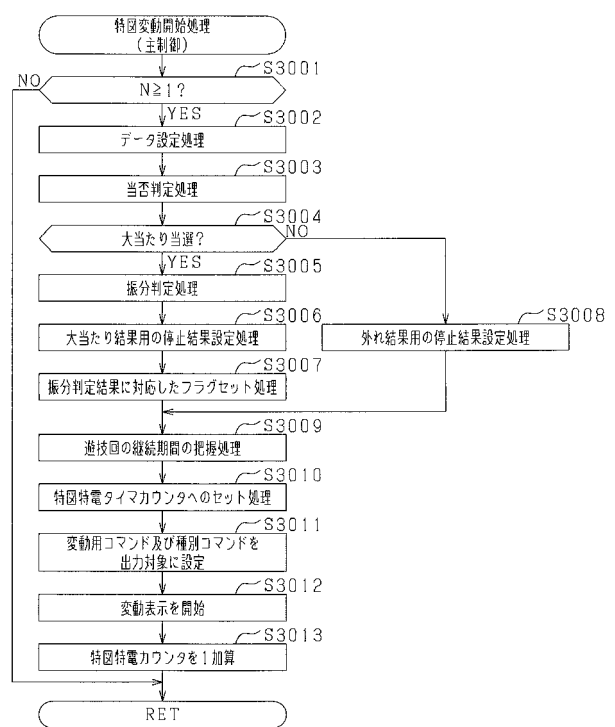 特図変動開始処理
(主制御)
S3001
NO
N≧1?
YES
S3002
データ設定処理
S3003
当否判定処理
S3004
大当たり当選?
NO
YES
S3005
振分判定処理
S3006
大当たり結果用の停止結果設定処理
S3008
外れ結果用の停止結果設定処理
S3007
振分判定結果に対応したフラグセット処理
S3009
遊技回の継続期間の把握処理
S3010
特図特電タイマカウンタへのセット処理
S3011
変動用コマンド及び種別コマンドを
出力対象に設定
S3012
変動表示を開始
S3013
特図特電カウンタを1加算
RET